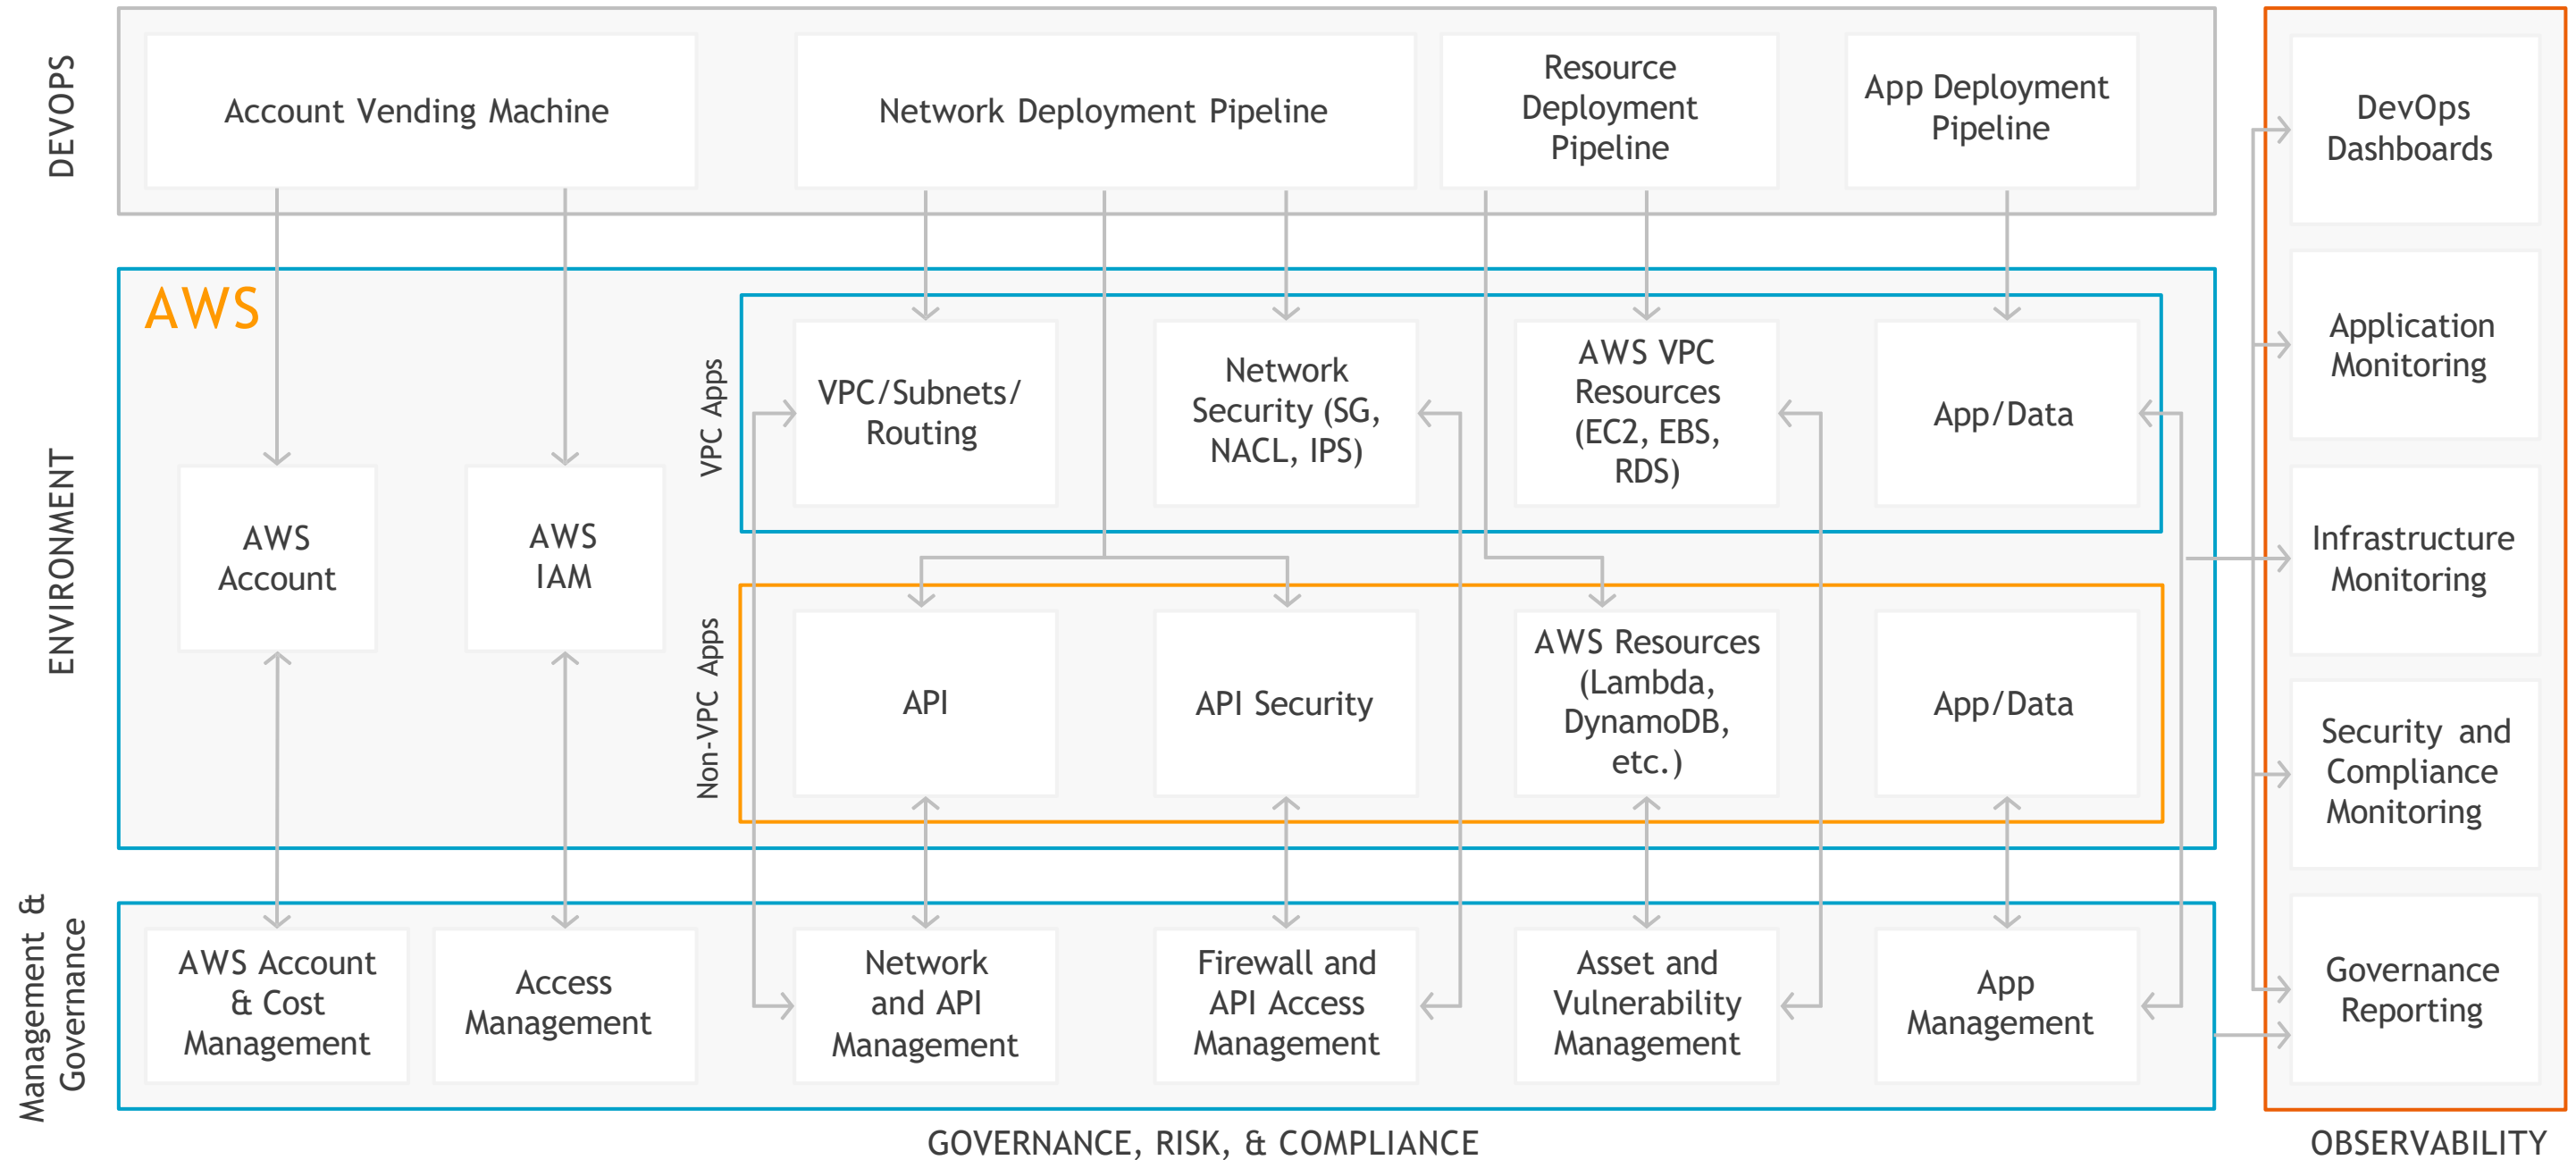 DEVOPS
Account Vending Machine
Network Deployment Pipeline
Resource
Deployment
Pipeline
App Deployment
Pipeline
ENVIRONMENT
AWS
AWS
Account
AWS
IAM
VPC Apps
VPC/Subnets/
Routing
Network
Security (SG,
NACL, IPS)
AWS VPC
Resources
(EC2, EBS,
RDS)
App/Data
Non-VPC Apps
API
API Security
AWS Resources
(Lambda,
DynamoDB,
etc.)
App/Data
Management &
Governance
AWS Account
& Cost
Management
Access
Management
Network
and API
Management
Firewall and
API Access
Management
Asset and
Vulnerability
Management
App
Management
GOVERNANCE, RISK, & COMPLIANCE
DevOps
Dashboards
Application
Monitoring
Infrastructure
Monitoring
Security and
Compliance
Monitoring
Governance
Reporting
OBSERVABILITY